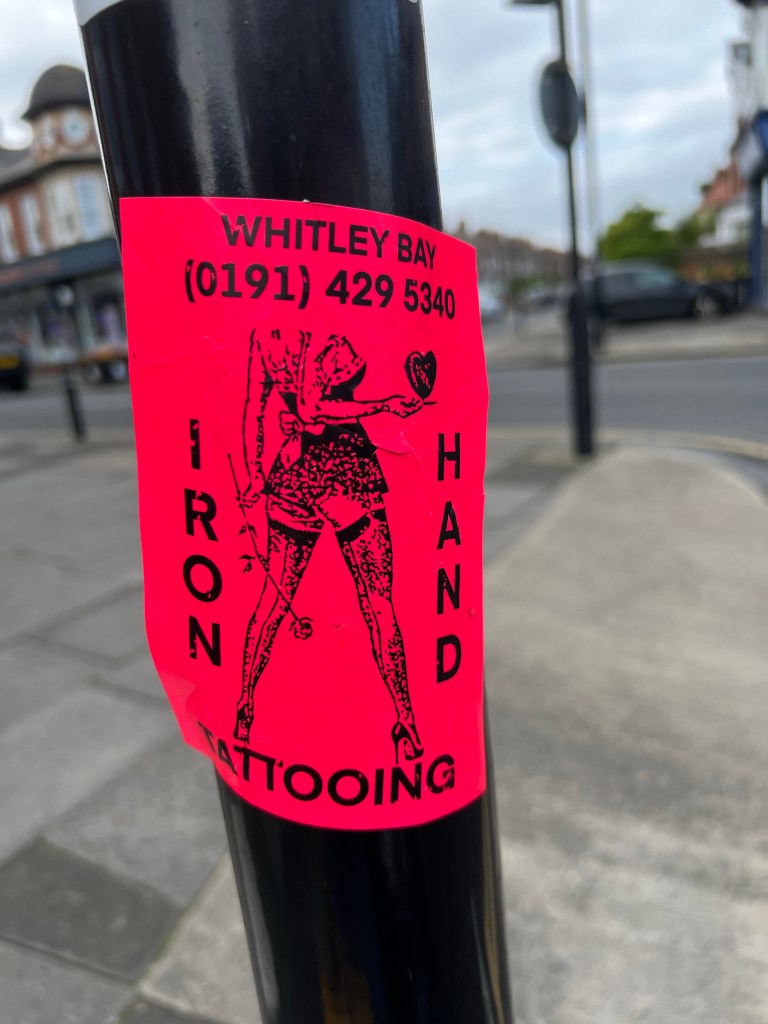 WHITLEY BAY
(0191) 429 5340
IRON
HAND
TATTOOING